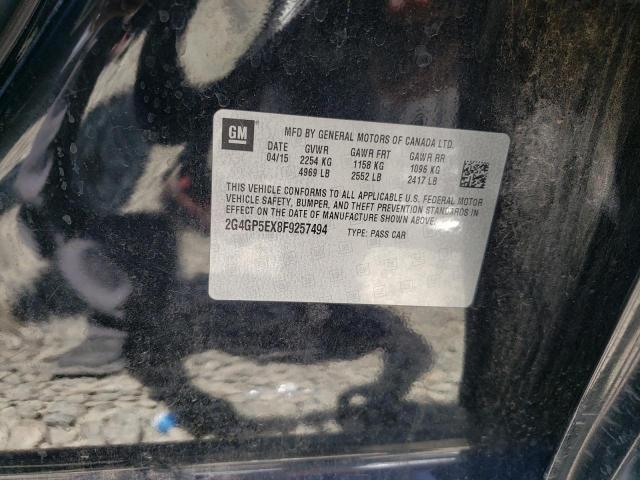 GM MFD BY GENERAL MOTORS OF CANADA LTD.
DATE GVWR GAWR FRT GAWR RR
04/15 2254 KG 1158 KG 1096 KG
4969 LB 2552 LB 2417 LB
THIS VEHICLE CONFORMS TO ALL APPLICABLE U.S. FEDERAL MOTOR
VEHICLE SAFETY, BUMPER, AND THEFT PREVENTION STANDARDS IN
EFFECT ON THE DATE OF MANUFACTURE SHOWN ABOVE.
2G4GP5EX8F9257494 TYPE: PASS CAR